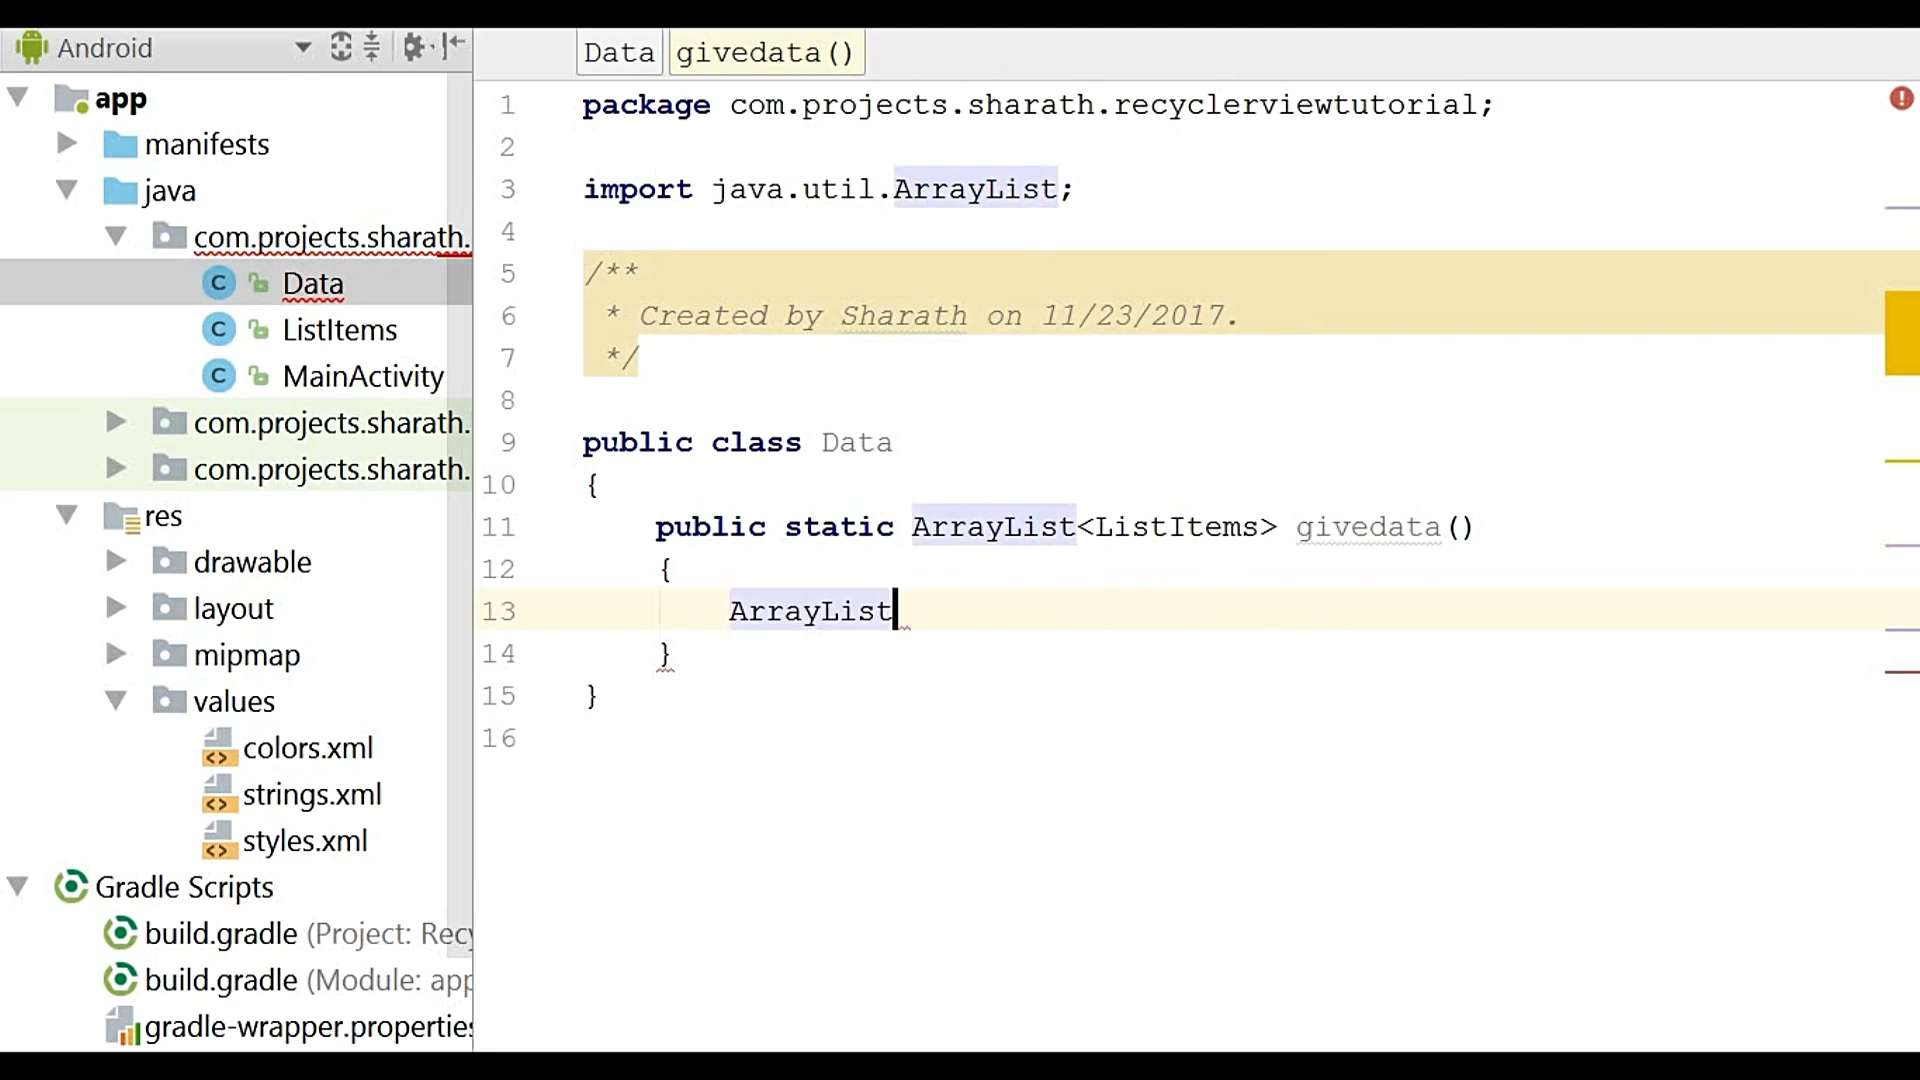 Android
app
manifests
java
com.projects.sharath.
C Data
C ListItems
C MainActivity
com.projects.sharath.
com.projects.sharath.
res
drawable
layout
mipmap
values
<> colors.xml
<> strings.xml
<> styles.xml
Gradle Scripts
build.gradle (Project: Recy
build.gradle (Module: app
gradle-wrapper.properties
Data givedata()
1 package com.projects.sharath.recyclerviewtutorial;
2
3 import java.util.ArrayList;
4
5 /**
6 * Created by Sharath on 11/23/2017.
7 */
8
9 public class Data
10 {
11 public static ArrayList<ListItems> givedata()
12 {
13 ArrayList
14 }
15 }
16